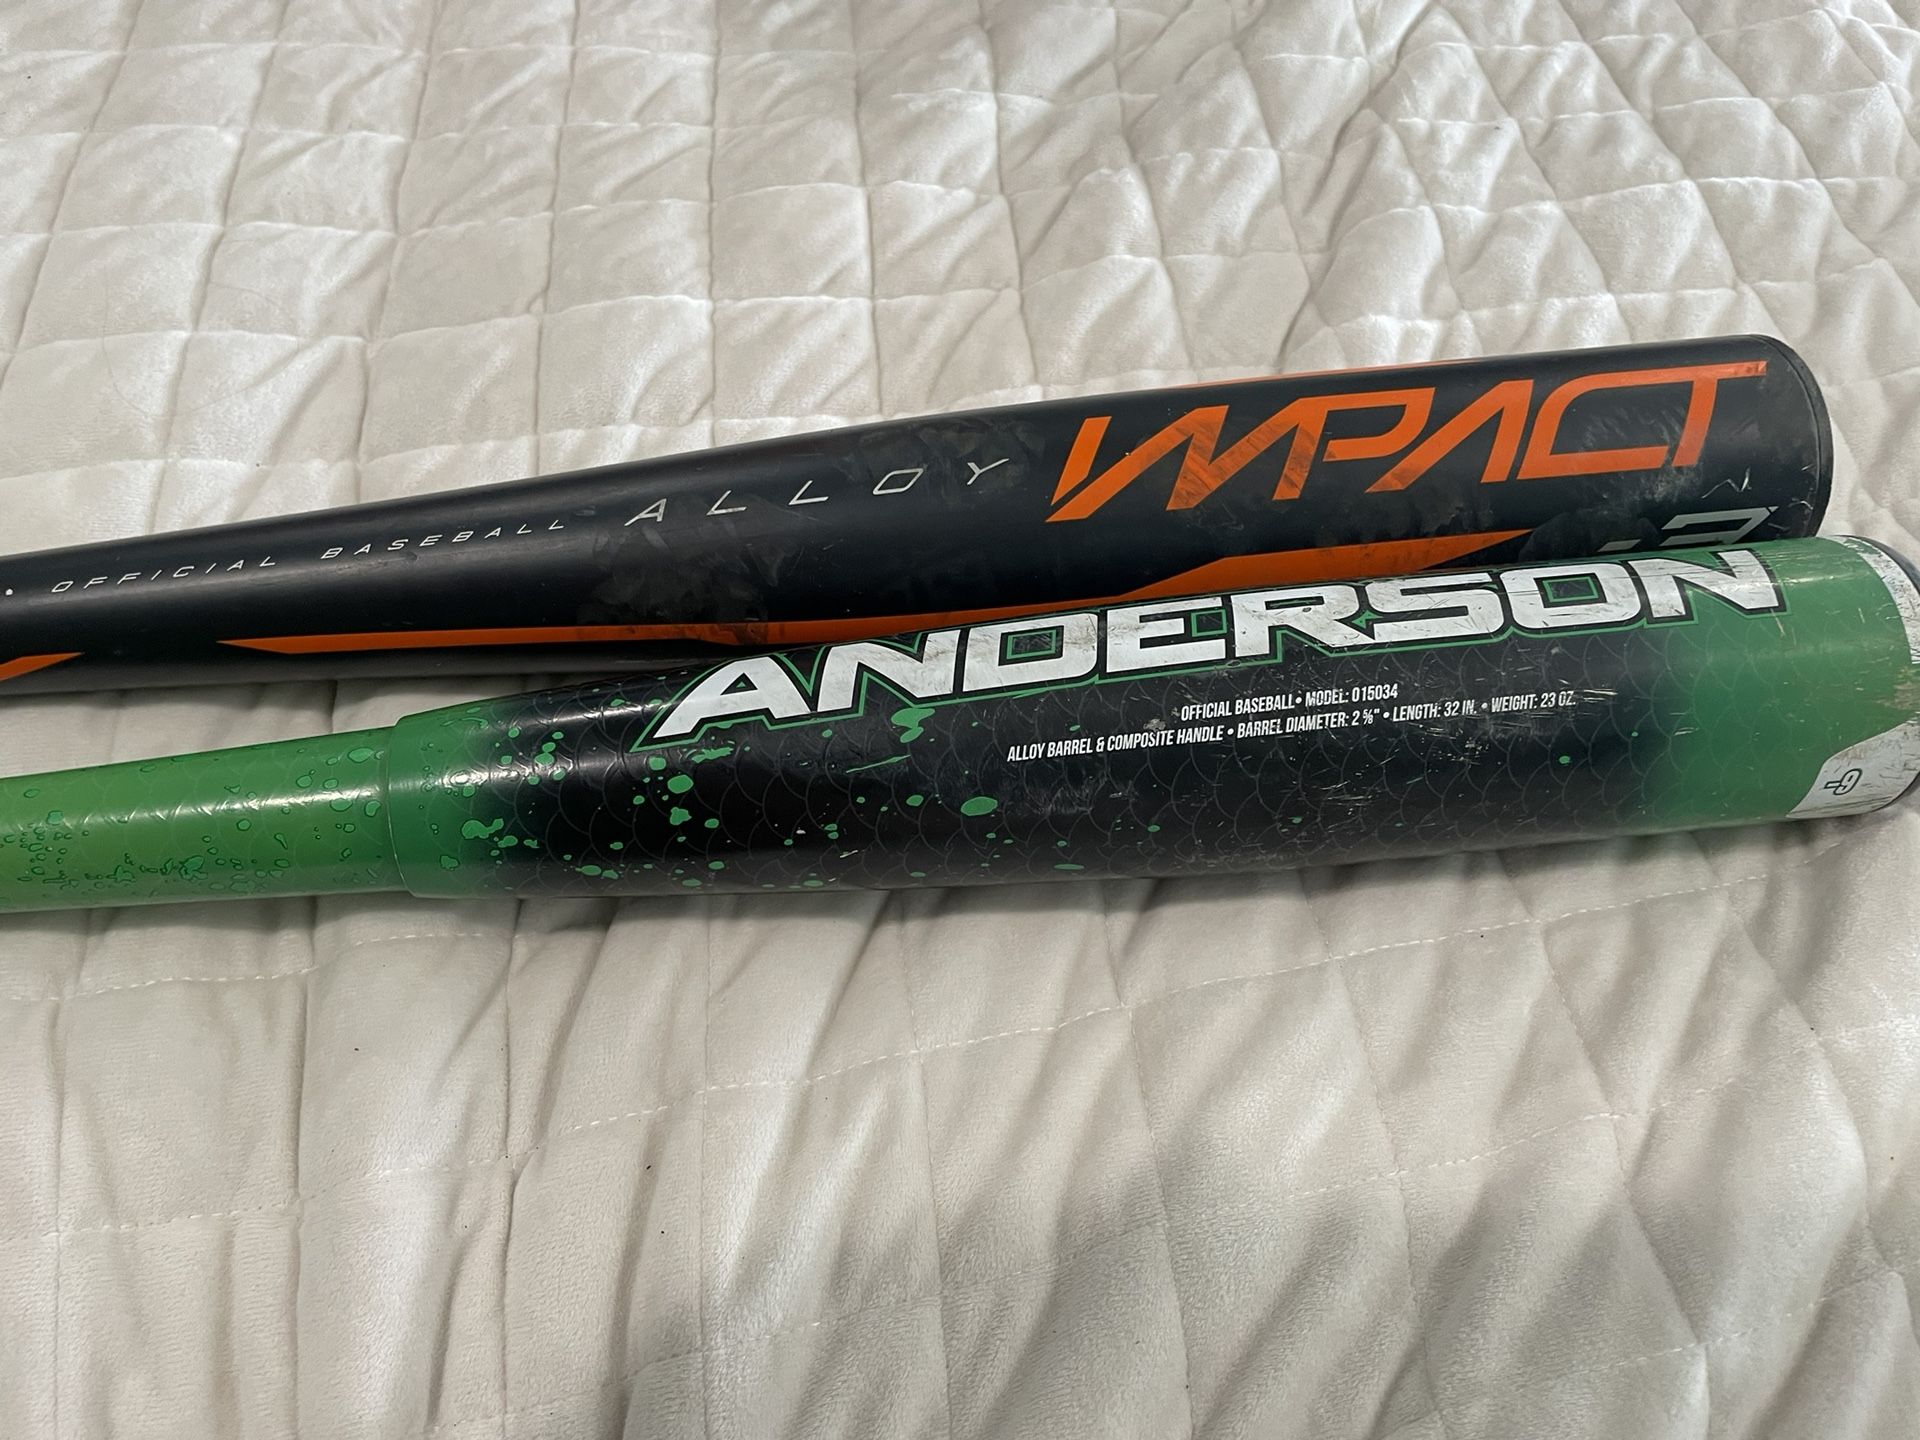 • OFFICIAL BASEBALL ALLOY IMPACT
-3
ANDERSON
OFFICIAL BASEBALL • MODEL: 015034
ALLOY BARREL & COMPOSITE HANDLE • BARREL DIAMETER: 2 ⅝" • LENGTH: 32 IN. • WEIGHT: 23 OZ.
-9